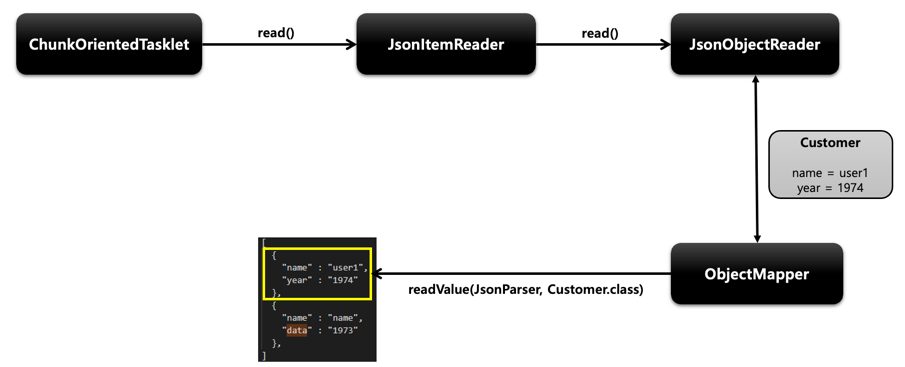 ChunkOrientedTasklet
read()
JsonItemReader
read()
JsonObjectReader
Customer
name = user1
year = 1974
[
{
"name" : "user1",
"year" : "1974"
},
{
"name" : "name",
"data" : "1973"
},
]
readValue(JsonParser, Customer.class)
ObjectMapper